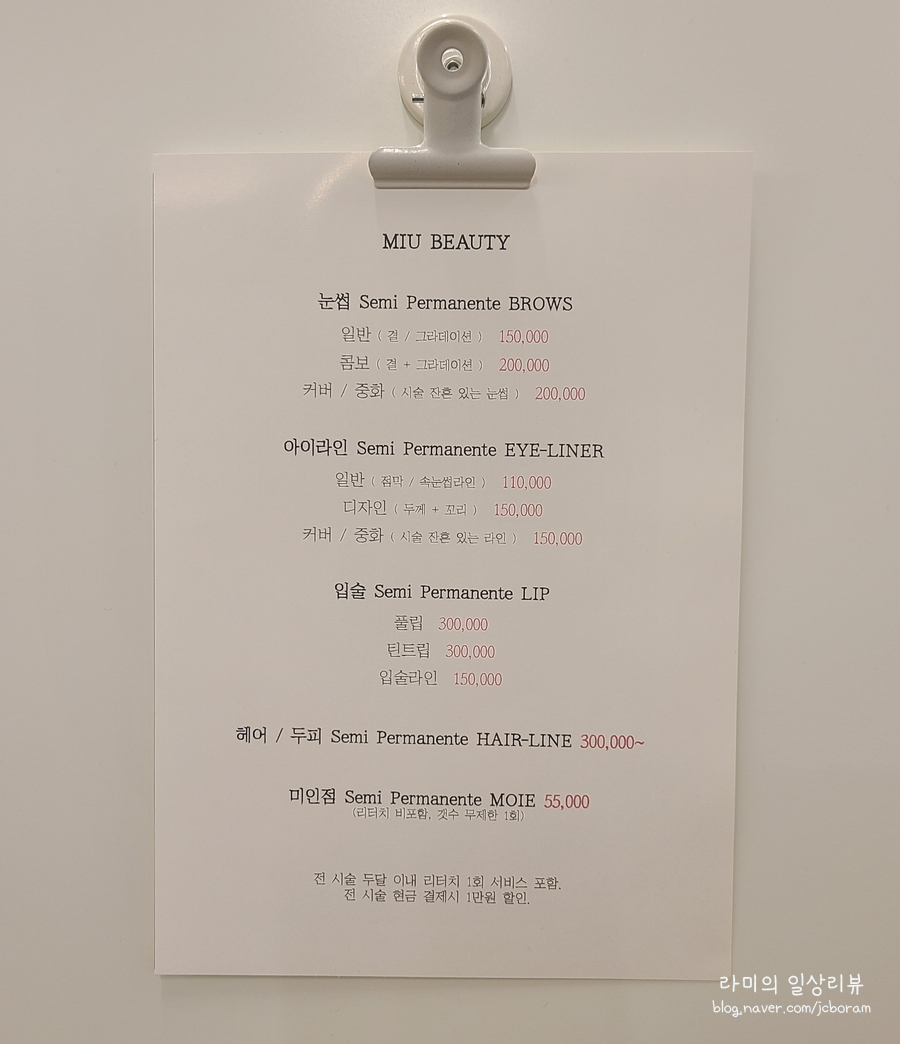 MIU BEAUTY
눈썹 Semi Permanente BROWS
일반 ( 결 / 그라데이션 ) 150,000
콤보 ( 결 + 그라데이션 ) 200,000
커버 / 중화 ( 시술 잔흔 있는 눈썹 ) 200,000
아이라인 Semi Permanente EYE-LINER
일반 ( 점막 / 속눈썹라인 ) 110,000
디자인 ( 두께 + 꼬리 ) 150,000
커버 / 중화 ( 시술 잔흔 있는 라인 ) 150,000
입술 Semi Permanente LIP
풀립 300,000
틴트립 300,000
입술라인 150,000
헤어 / 두피 Semi Permanente HAIR-LINE 300,000~
미인점 Semi Permanente MOIE 55,000
(리터치 비포함, 갯수 무제한 1회)
전 시술 두달 이내 리터치 1회 서비스 포함.
전 시술 현금 결제시 1만원 할인.
라미의 일상리뷰
blog.naver.com/jcboram